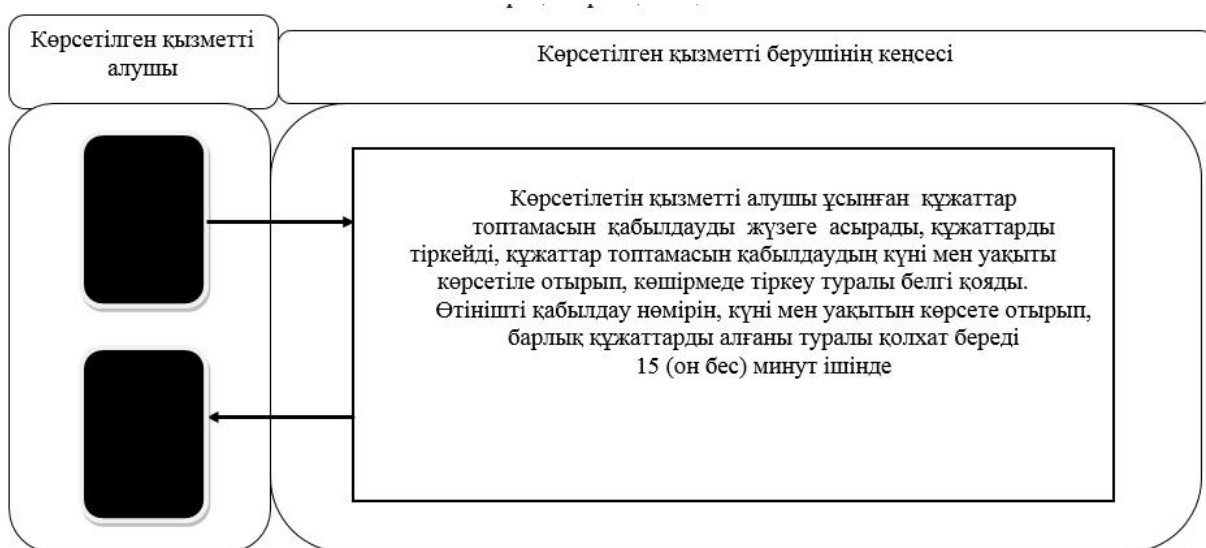 Көрсетілген қызметті
алушы
Көрсетілген қызметті берушінің кеңсесі
Көрсетілетін қызметті алушы ұсынған құжаттар
топтамасын қабылдауды жүзеге асырады, құжаттарды
тіркейді, құжаттар топтамасын қабылдаудың күні мен уақыты
көрсетіле отырып, көшірмеде тіркеу туралы белгі қояды.
Өтінішті қабылдау нөмірін, күні мен уақытын көрсете отырып,
барлық құжаттарды алғаны туралы қолхат береді
15 (он бес) минут ішінде